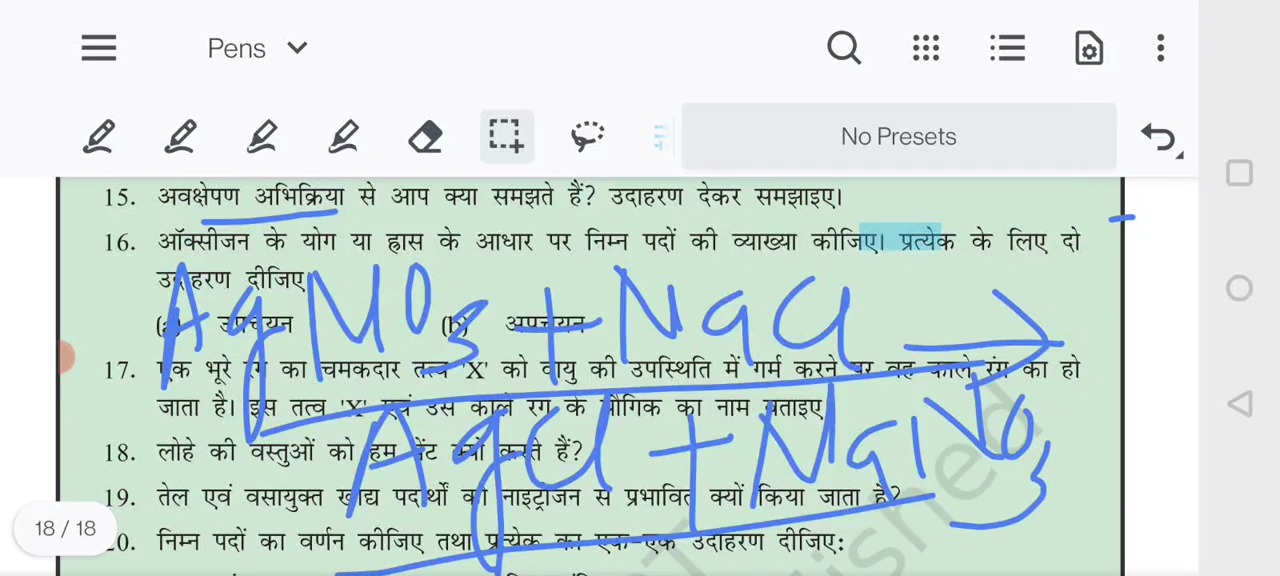 Pens
No Presets
15. अवक्षेपण अभिक्रिया से आप क्या समझते हैं? उदाहरण देकर समझाइए।
16. ऑक्सीजन के योग या ह्रास के आधार पर निम्न पदों की व्याख्या कीजिए। प्रत्येक के लिए दो
उदाहरण दीजिए।
(a) उपचयन (b) अपचयन
AgNO3 + NaCl →
17. एक भूरे रंग का चमकदार तत्व 'X' को वायु की उपस्थिति में गर्म करने पर वह काले रंग का हो
जाता है। इस तत्व 'X' एवं उस काले रंग के यौगिक का नाम बताइए।
AgCl + NaNO3
18. लोहे की वस्तुओं को हम पेंट क्यों करते हैं?
19. तेल एवं वसायुक्त खाद्य पदार्थों को नाइट्रोजन से प्रभावित क्यों किया जाता है?
18 / 18
20. निम्न पदों का वर्णन कीजिए तथा प्रत्येक का एक-एक उदाहरण दीजिए: